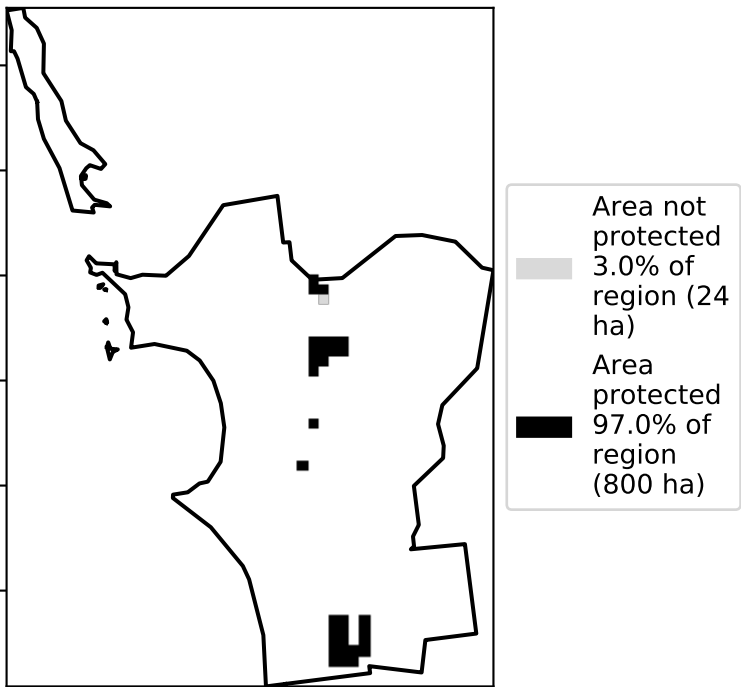 Area not
protected
3.0% of
region (24
ha)
Area
protected
97.0% of
region
(800 ha)